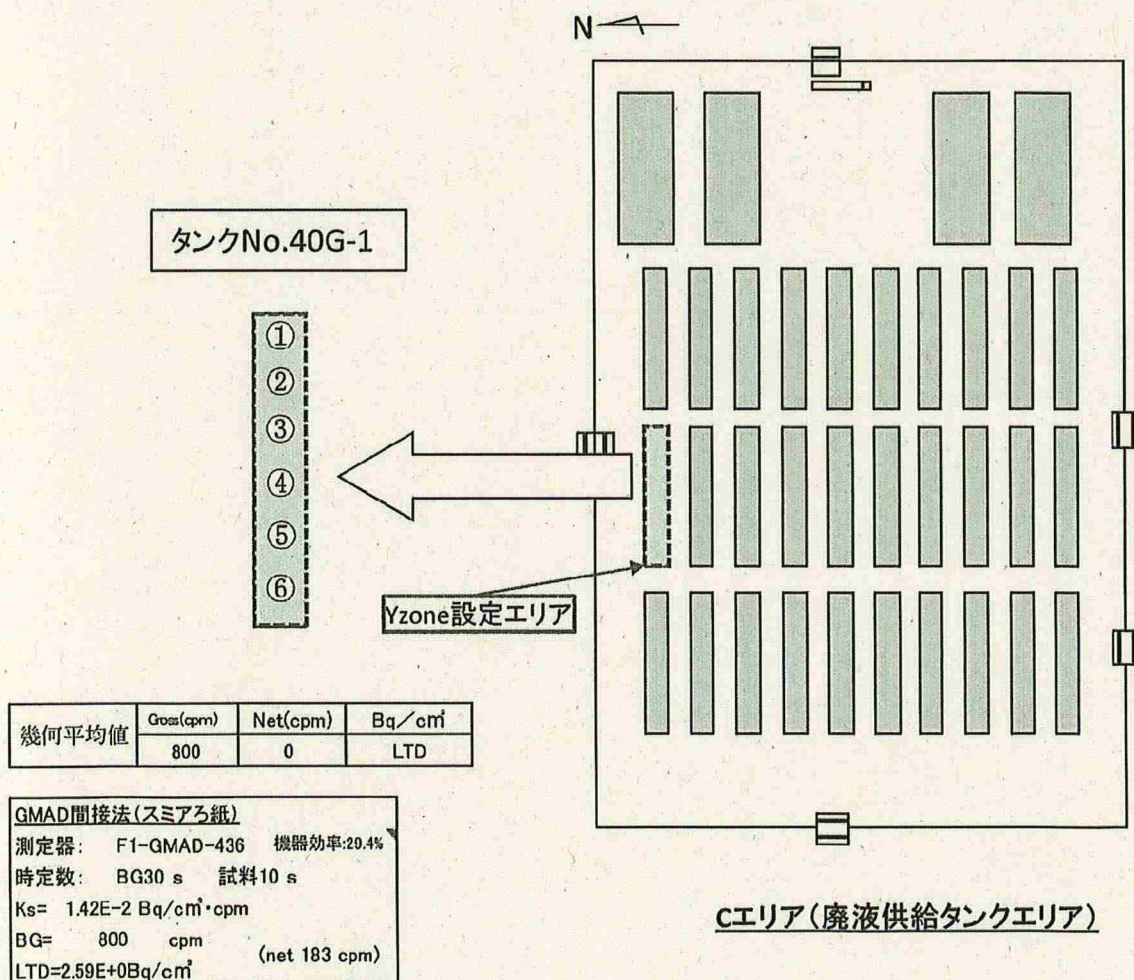 N
タンクNo.40G-1
①
②
③
④
⑤
⑥
Yzone設定エリア
幾何平均値 Gross(cpm) Net(cpm) Bq/c㎡
800 0 LTD
GMAD間接法(スミアろ紙)
測定器: F1-GMAD-436 機器効率:29.4%
時定数: BG30 s 試料10 s
Ks= 1.42E-2 Bq/c㎡・cpm
BG= 800 cpm
(net 183 cpm)
LTD=2.59E+0Bq/c㎡
Cエリア(廃液供給タンクエリア)